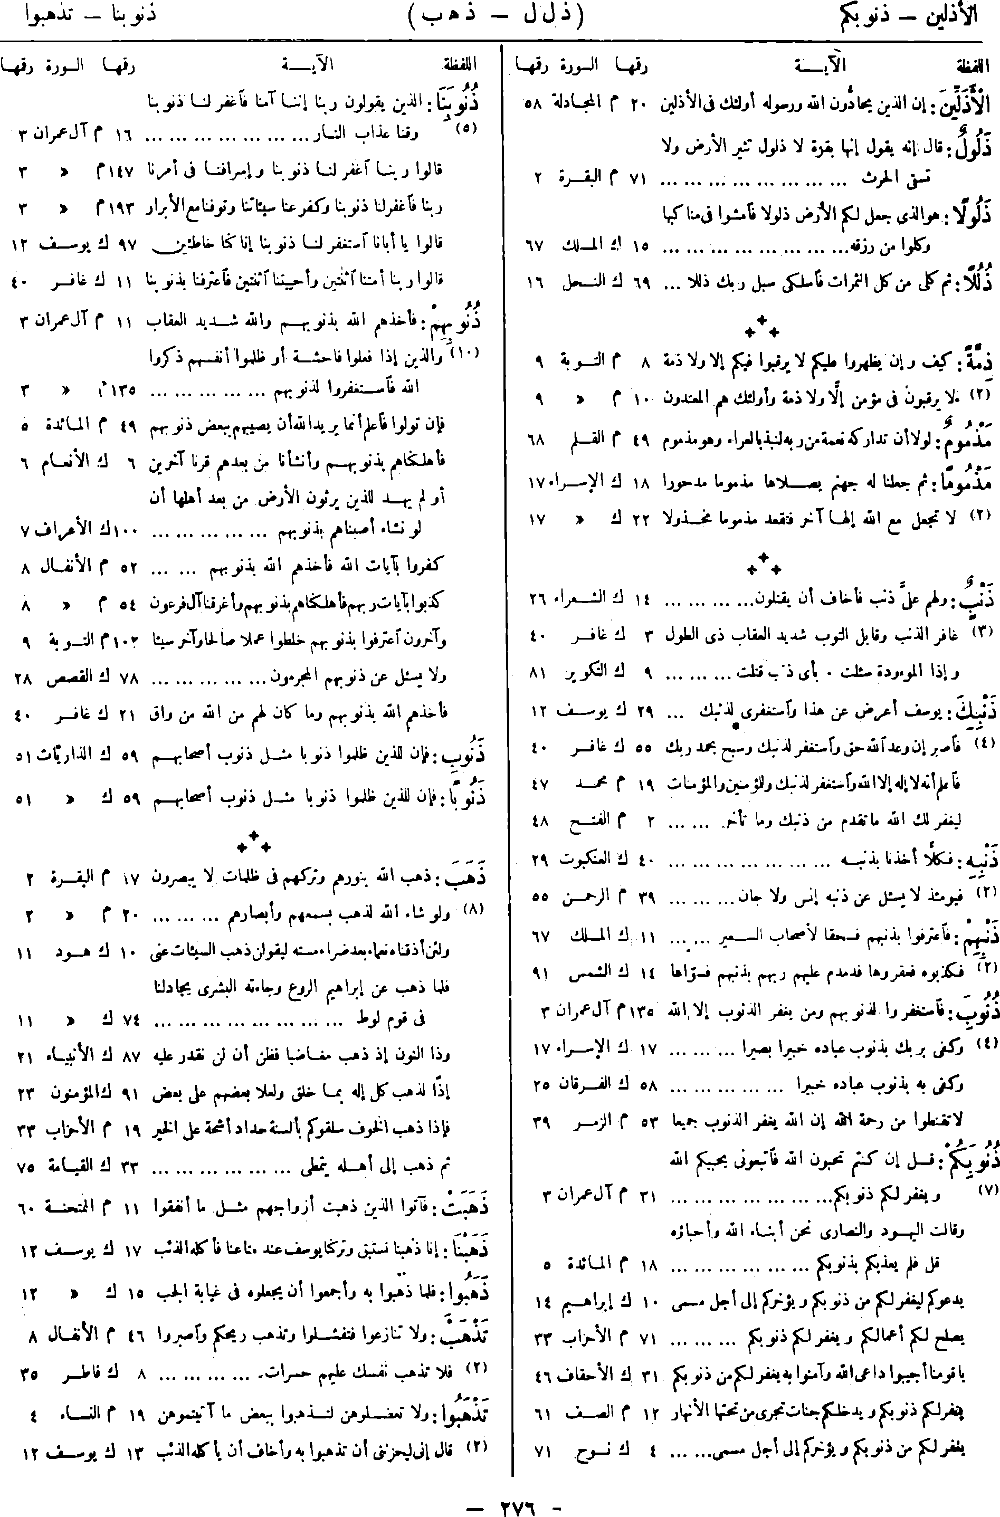 الأذلين — ذنوبكم
(ذلل — ذهب)
ذنوبنا — تذهبوا
اللفظة الآيـــة رقمها السورة رقمها
الْأَذَلِّينَ: إن الذين يحادّون الله ورسوله أولئك فى الأذلين ٢٠ م المجادلة ٥٨
ذَلُولٌ: قال إنه يقول إنها بقرة لا ذلول تثير الأرض ولا
تسقى الحرث ... ... ... ... ... ... ... ٧١ م البقرة ٢
ذَلُولًا: هو الذى جعل لكم الأرض ذلولا فآمشوا فى مناكبها
وكلوا من رزقه... ... ... ... ... ... ... ١٥ ك الملك ٦٧
ذُلُلًا: ثم كلى من كل الثمرات فآسلكى سبل ربك ذللا ... ٦٩ ك النحل ١٦
ذِمَّةً: كيف وإن يظهروا عليكم لا يرقبوا فيكم إلا ولا ذمة ٨ م التوبة ٩
(٢) لا يرقبون فى مؤمن إلًّا ولا ذمة وأولئك هم المعتدون ١٠ م « ٩
مَذْمُومٌ: لولا أن تداركه نعمة من ربه لنبذ بالعراء وهو مذموم ٤٩ م القلم ٦٨
مَذْمُومًا: ثم جعلنا له جهنم يصلاها مذموما مدحورا ١٨ ك الإسراء ١٧
(٢) لا تجعل مع الله إلها آخر فتقعد مذموما مخذولا ٢٢ ك « ١٧
ذَنْبٌ: ولهم علىَّ ذنب فأخاف أن يقتلون... ... ... ... ١٤ ك الشعراء ٢٦
(٣) غافر الذنب وقابل التوب شديد العقاب ذى الطول ٣ ك غافر ٤٠
وإذا الموءودة سئلت ٠ بأى ذنب قتلت ... ... ... ٩ ك التكوير ٨١
ذَنْبِكَ: يوسف أعرض عن هذا وآستغفرى لذنبك ... ٢٩ ك يوسف ١٢
(٤) فآصبر إن وعد آلله حق وآستغفر لذنبك وسبح بحمد ربك ٥٥ ك غافر ٤٠
فآعلم أنه لا إله إلا الله وآستغفر لذنبك وللمؤمنين والمؤمنات ١٩ م محمد ٤٧
ليغفر لك الله ما تقدم من ذنبك وما تأخر ... ... ٢ م الفتح ٤٨
ذَنْبِهِ: فكلًّا أخذنا بذنبه ... ... ... ... ... ... ... ٤٠ ك العنكبوت ٢٩
(٢) فيومئذ لا يسئل عن ذنبه إنس ولا جان... ... ... ٣٩ م الرحمن ٥٥
ذَنْبِهِمْ: فآعترفوا بذنبهم فسحقا لأصحاب السعير ... ... ١١ ك الملك ٦٧
(٢) فكذبوه فعقروها فدمدم عليهم ربهم بذنبهم فسوّاها ١٤ ك الشمس ٩١
ذُنُوبَ: فآستغفروا لذنوبهم ومن يغفر الذنوب إلا الله ١٣٥ م آل عمران ٣
(٤) وكفى بربك بذنوب عباده خبيرا بصيرا ... ... ... ١٧ ك الإسراء ١٧
وكفى به بذنوب عباده خبيرا ... ... ... ... ... ٥٨ ك الفرقان ٢٥
لا تقنطوا من رحمة الله إن الله يغفر الذنوب جميعا ٥٣ م الزمر ٣٩
ذُنُوبَكُمْ: قل إن كنتم تحبون الله فآتبعونى يحببكم الله
(٧) ويغفر لكم ذنوبكم... ... ... ... ... ... ... ٣١ م آل عمران ٣
وقالت اليهود والنصارى نحن أبناء الله وأحباؤه
قل فلم يعذبكم بذنوبكم ... ... ... ... ... ... ١٨ م المائدة ٥
يدعوكم ليغفر لكم من ذنوبكم ويؤخركم إلى أجل مسمى ١٠ ك إبراهيم ١٤
يصلح لكم أعمالكم ويغفر لكم ذنوبكم ... ... ... ٧١ م الأحزاب ٣٣
يا قومنا أجيبوا داعى الله وآمنوا به يغفر لكم من ذنوبكم ٣١ ك الأحقاف ٤٦
يغفر لكم ذنوبكم ويدخلكم جنات تجرى من تحتها الأنهار ١٢ م الصف ٦١
يغفر لكم من ذنوبكم ويؤخركم إلى أجل مسمى... ... ٤ ك نوح ٧١
اللفظة الآيـــة رقمها السورة رقمها
ذُنُوبَنَا: الذين يقولون ربنا إننا آمنا فآغفر لنا ذنوبنا
(٥) وقنا عذاب النار... ... ... ... ... ... ... ١٦ م آل عمران ٣
قالوا ربنا آغفر لنا ذنوبنا وإسرافنا فى أمرنا ١٤٧ م « ٣
ربنا فآغفر لنا ذنوبنا وكفر عنا سيئاتنا وتوفنا مع الأبرار ١٩٣ م « ٣
قالوا يا أبانا آستغفر لنا ذنوبنا إنا كنا خاطئين ٩٧ ك يوسف ١٢
قالوا ربنا أمتنا آثنتين وأحييتنا آثنتين فآعترفنا بذنوبنا ١١ ك غافر ٤٠
ذُنُوبِهِمْ: فأخذهم الله بذنوبهم والله شديد العقاب ١١ م آل عمران ٣
(١٠) والذين إذا فعلوا فاحشة أو ظلموا أنفسهم ذكروا
الله فآستغفروا لذنوبهم ... ... ... ... ... ١٣٥ م « ٣
فإن تولوا فآعلم أنما يريد الله أن يصيبهم ببعض ذنوبهم ٤٩ م المائدة ٥
فأهلكناهم بذنوبهم وأنشأنا من بعدهم قرنا آخرين ٦ ك الأنعام ٦
أو لم يهد للذين يرثون الأرض من بعد أهلها أن
لو نشاء أصبناهم بذنوبهم ... ... ... ... ... ١٠٠ ك الأعراف ٧
كفروا بآيات الله فأخذهم الله بذنوبهم ... ... ٥٢ م الأنفال ٨
كذبوا بآيات ربهم فأهلكناهم بذنوبهم وأغرقنا آل فرعون ٥٤ م « ٨
وآخرون آعترفوا بذنوبهم خلطوا عملا صالحا وآخر سيئا ١٠٢ م التوبة ٩
ولا يسئل عن ذنوبهم المجرمون... ... ... ... ... ٧٨ ك القصص ٢٨
فأخذهم الله بذنوبهم وما كان لهم من الله من واق ٢١ ك غافر ٤٠
ذَنُوبِ: فإن للذين ظلموا ذنوبا مثل ذنوب أصحابهم ٥٩ ك الذاريات ٥١
ذَنُوبًا: فإن للذين ظلموا ذنوبا مثل ذنوب أصحابهم ٥٩ ك « ٥١
ذَهَبَ: ذهب الله بنورهم وتركهم فى ظلمات لا يبصرون ١٧ م البقرة ٢
(٨) ولو شاء الله لذهب بسمعهم وأبصارهم ... ... ... ٢٠ م « ٢
ولئن أذقناه نعماء بعد ضراء مسته ليقولن ذهب السيئات عنى ١٠ ك هود ١١
فلما ذهب عن إبراهيم الروع وجاءته البشرى يجادلنا
فى قوم لوط ... ... ... ... ... ... ... ... ٧٤ ك « ١١
وذا النون إذ ذهب مغاضبا فظن أن لن نقدر عليه ٨٧ ك الأنبياء ٢١
إذًا لذهب كل إله بما خلق ولعلا بعضهم على بعض ٩١ ك المؤمنون ٢٣
فإذا ذهب الخوف سلقوكم بألسنة حداد أشحة على الخير ١٩ م الأحزاب ٣٣
ثم ذهب إلى أهله يتمطى ... ... ... ... ... ... ٣٣ ك القيامة ٧٥
ذَهَبَتْ: فآتوا الذين ذهبت أزواجهم مثل ما أنفقوا ١١ م الممتحنة ٦٠
ذَهَبْنَا: إنا ذهبنا نستبق وتركنا يوسف عند متاعنا فأكله الذئب ١٧ ك يوسف ١٢
ذَهَبُوا: فلما ذهبوا به وأجمعوا أن يجعلوه فى غيابة الجب ١٥ ك « ١٢
تَذْهَبَ: ولا تنازعوا فتفشلوا وتذهب ريحكم وآصبروا ٤٦ م الأنفال ٨
(٢) فلا تذهب نفسك عليهم حسرات. ... ... ... ... ٨ ك فاطر ٣٥
تَذْهَبُوا: ولا تعضلوهن لتذهبوا ببعض ما آتيتموهن ١٩ م النساء ٤
(٢) قال إنى ليحزننى أن تذهبوا به وأخاف أن يأكله الذئب ١٣ ك يوسف ١٢
- ٢٧٦ —